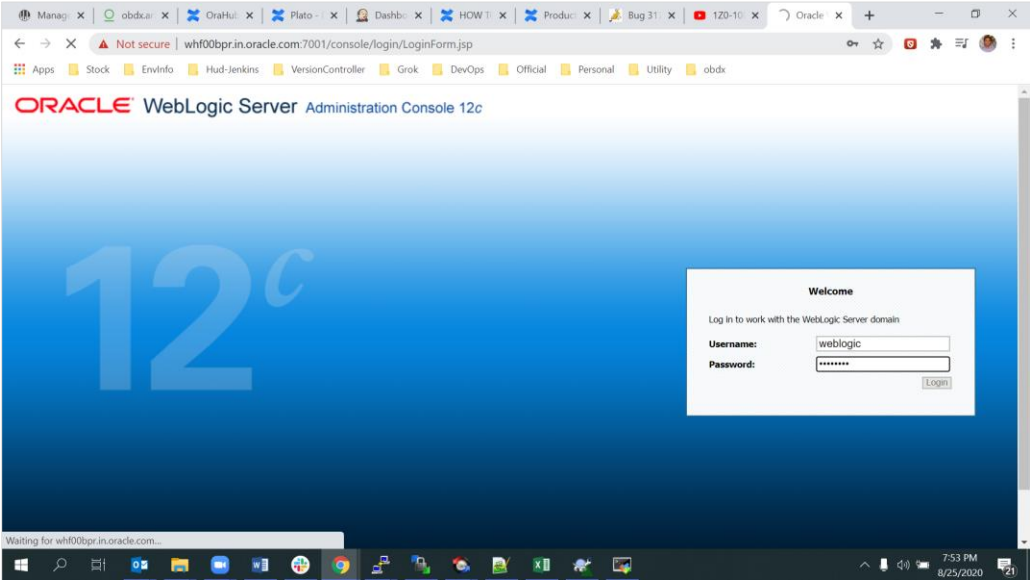 Manag
obdx.ar
OraHub
Plato -
Dashbo
HOW T
Produc
Bug 31
1Z0-10
Oracle
Not secure | whf00bpr.in.oracle.com:7001/console/login/LoginForm.jsp
Apps Stock EnvInfo Hud-Jenkins VersionController Grok DevOps Official Personal Utility obdx
ORACLE WebLogic Server Administration Console 12c
12c
Welcome
Log in to work with the WebLogic Server domain
Username: weblogic
Password: ••••••••
Login
Waiting for whf00bpr.in.oracle.com...
7:53 PM
8/25/2020
21